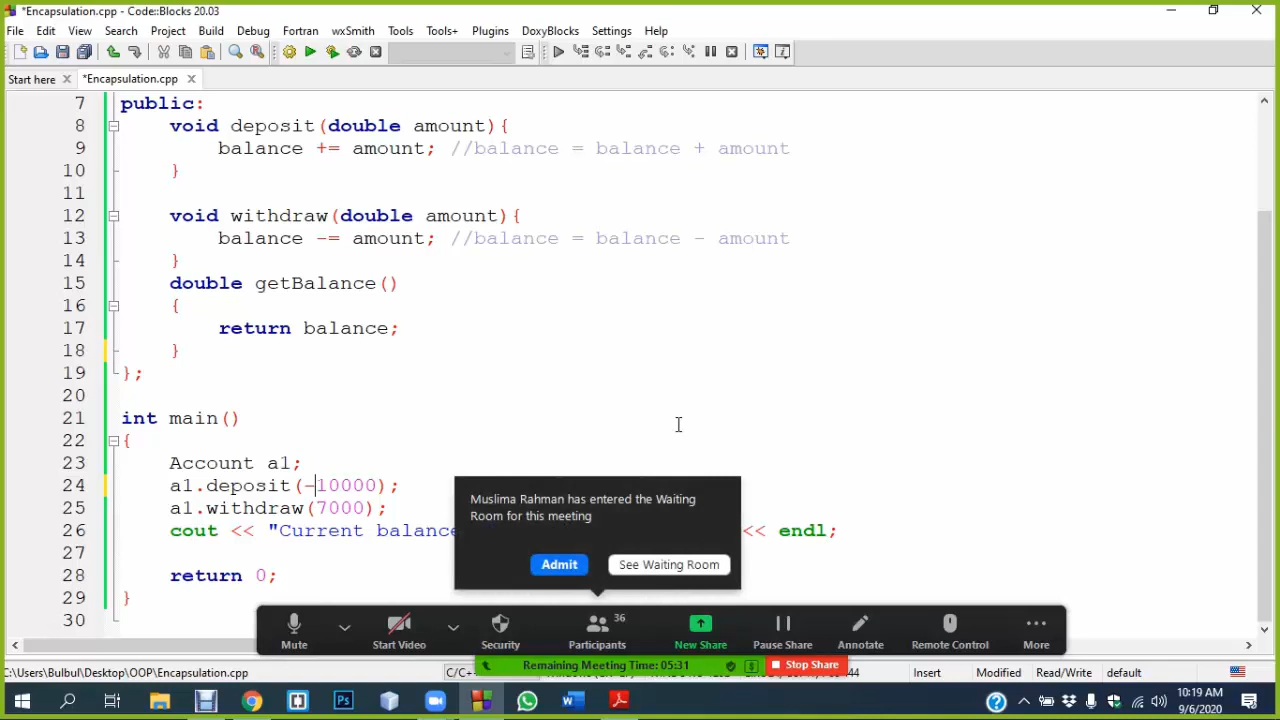 *Encapsulation.cpp - Code::Blocks 20.03
File Edit View Search Project Build Debug Fortran wxSmith Tools Tools+ Plugins DoxyBlocks Settings Help
Start here *Encapsulation.cpp
7 public:
8 void deposit(double amount){
9 balance += amount; //balance = balance + amount
10 }
11
12 void withdraw(double amount){
13 balance -= amount; //balance = balance - amount
14 }
15 double getBalance()
16 {
17 return balance;
18 }
19 };
20
21 int main()
22 {
23 Account a1;
24 a1.deposit(-10000);
25 a1.withdraw(7000);
26 cout << "Current balance << endl;
27
28 return 0;
29 }
30
Muslima Rahman has entered the Waiting
Room for this meeting
Admit See Waiting Room
36
Mute Start Video Security Participants New Share Pause Share Annotate Remote Control More
Remaining Meeting Time: 05:31 Stop Share
C:\Users\Bulbul\Desktop\OOP\Encapsulation.cpp C/C+ Insert Modified Read/Write default
10:19 AM
9/6/2020